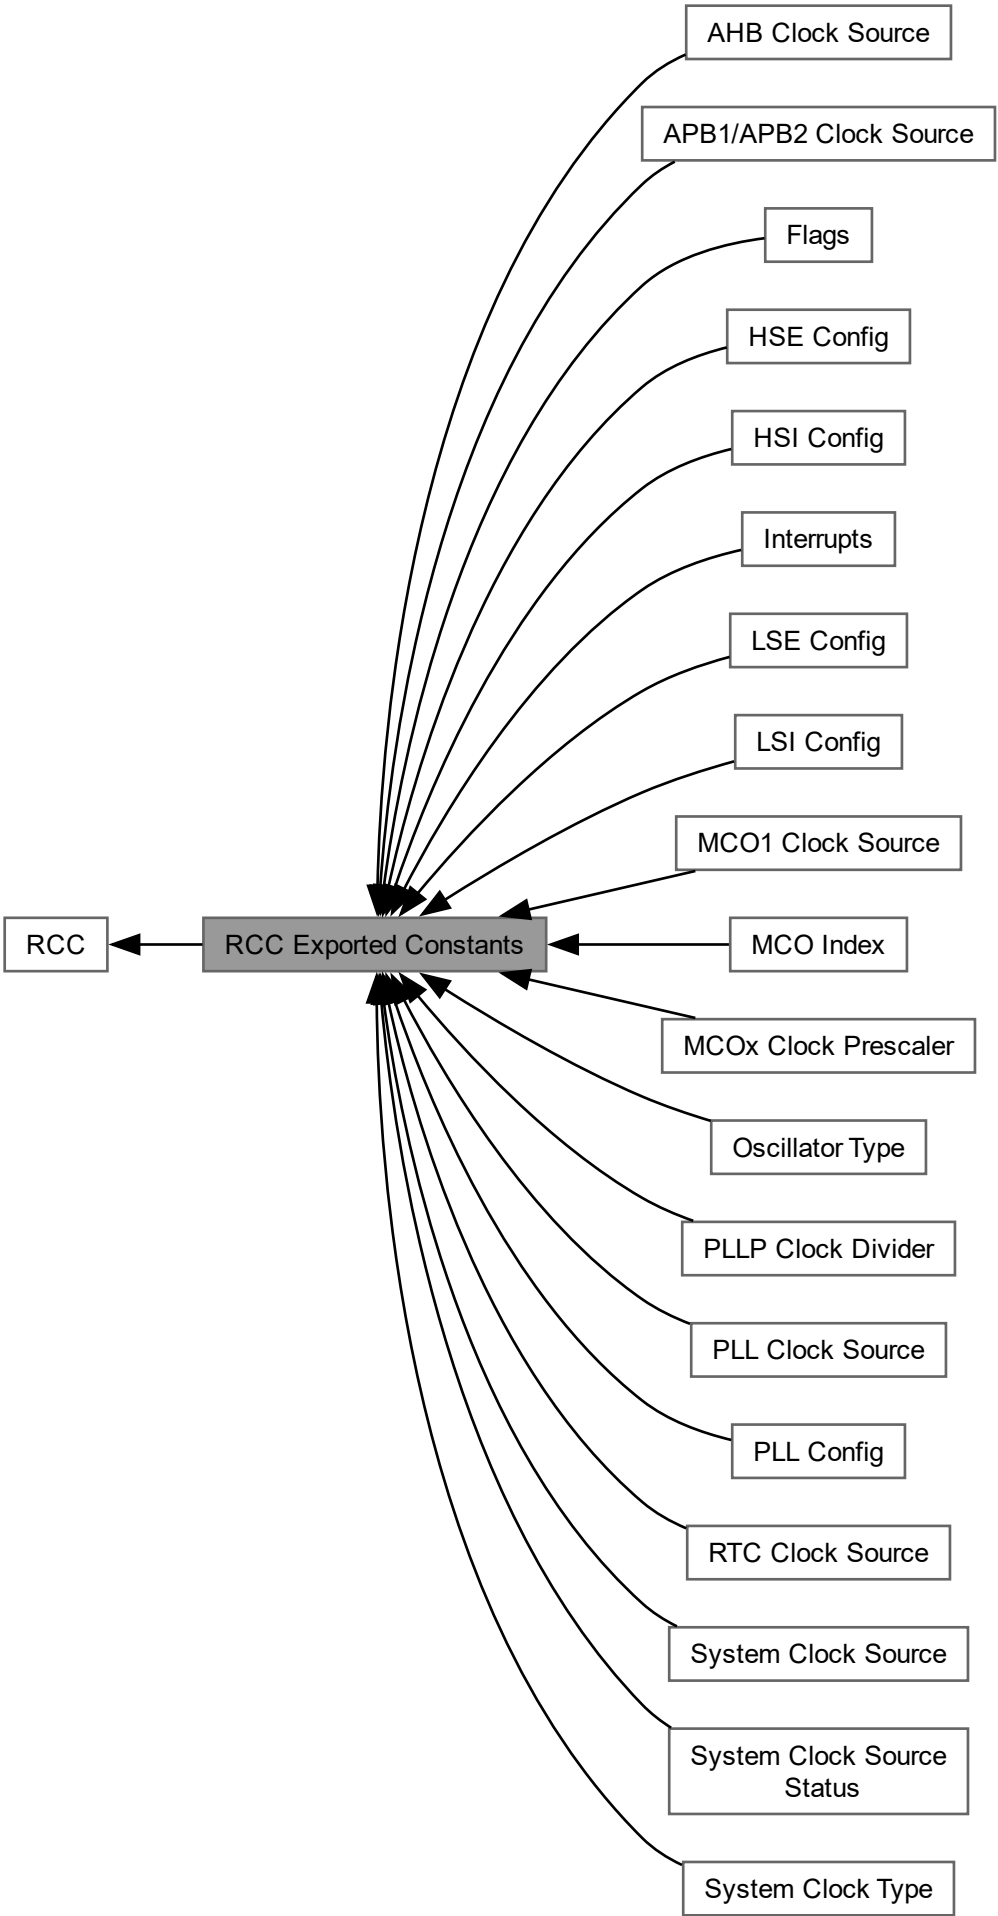 AHB Clock Source
APB1/APB2 Clock Source
Flags
HSE Config
HSI Config
Interrupts
LSE Config
LSI Config
MCO1 Clock Source
RCC
RCC Exported Constants
MCO Index
MCOx Clock Prescaler
Oscillator Type
PLLP Clock Divider
PLL Clock Source
PLL Config
RTC Clock Source
System Clock Source
System Clock Source
Status
System Clock Type